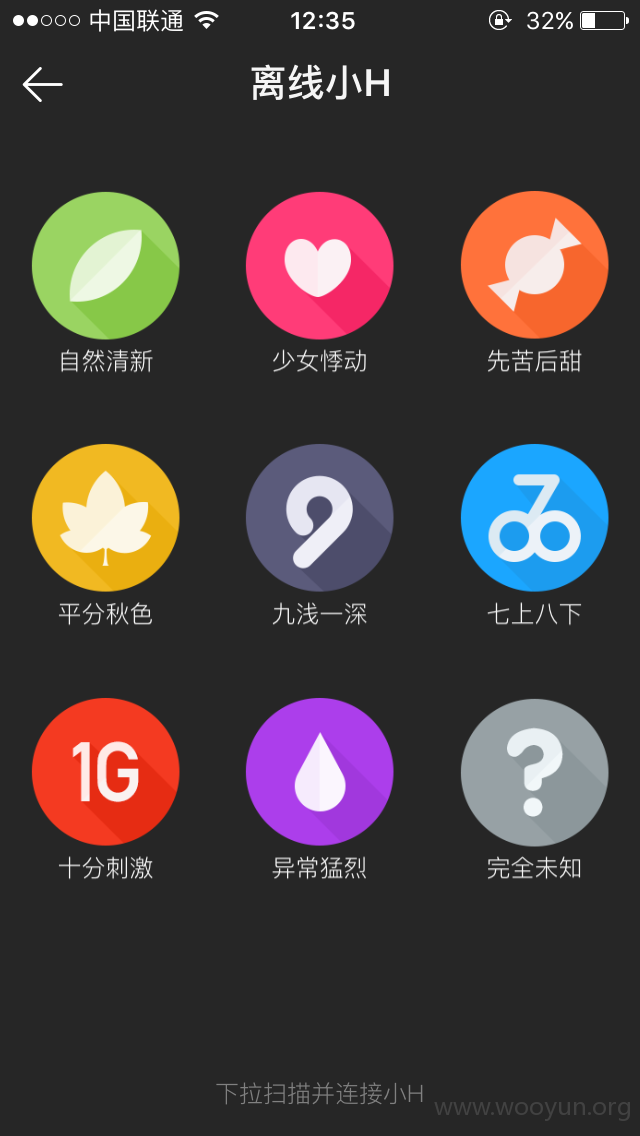 中国联通 12:35 32%
离线小H
自然清新 少女悸动 先苦后甜
9 7 8
平分秋色 九浅一深 七上八下
1G ?
十分刺激 异常猛烈 完全未知
下拉扫描并连接小H
www.wooyun.org